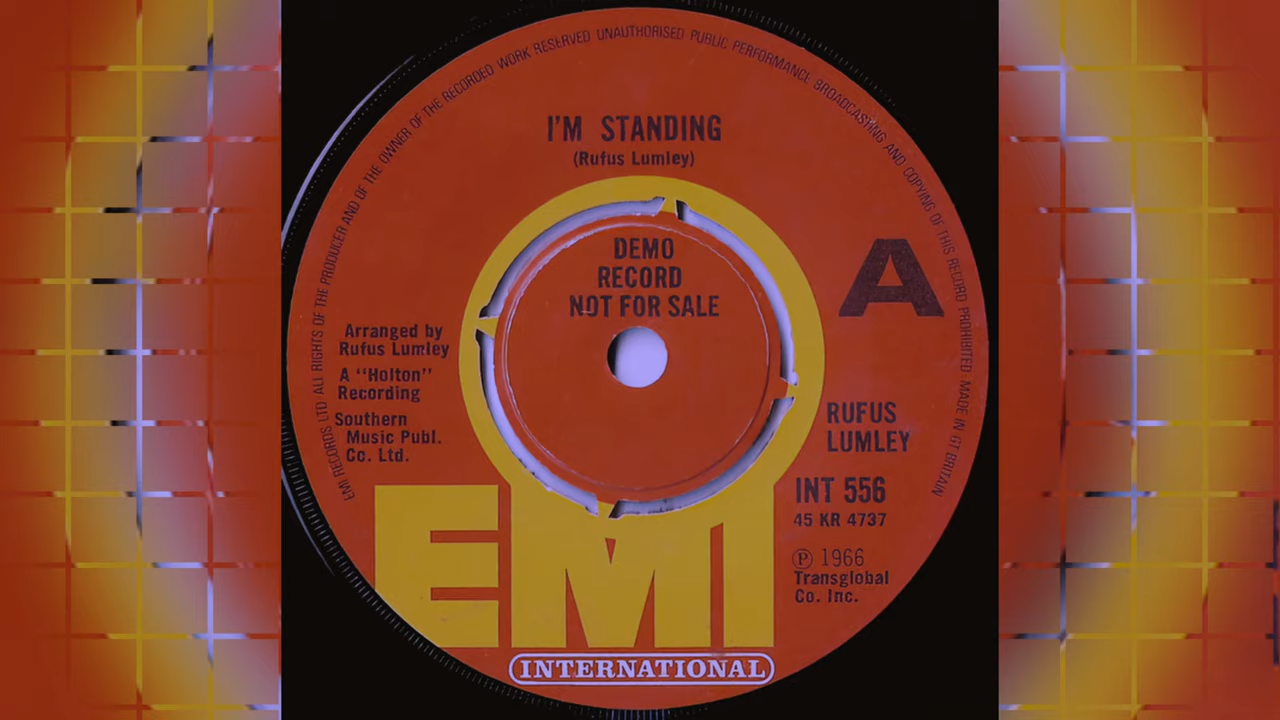 EMI RECORDS LTD ALL RIGHTS OF THE PRODUCER AND OF THE OWNER OF THE RECORDED WORK RESERVED UNAUTHORISED PUBLIC PERFORMANCE BROADCASTING AND COPYING OF THIS RECORD PROHIBITED MADE IN GT BRITAIN
I'M STANDING
(Rufus Lumley)
DEMO
RECORD
NOT FOR SALE
A
Arranged by
Rufus Lumley
A "Holton"
Recording
Southern
Music Publ.
Co. Ltd.
RUFUS
LUMLEY
INT 556
45 KR 4737
Ⓟ 1966
Transglobal
Co. Inc.
EMI
INTERNATIONAL